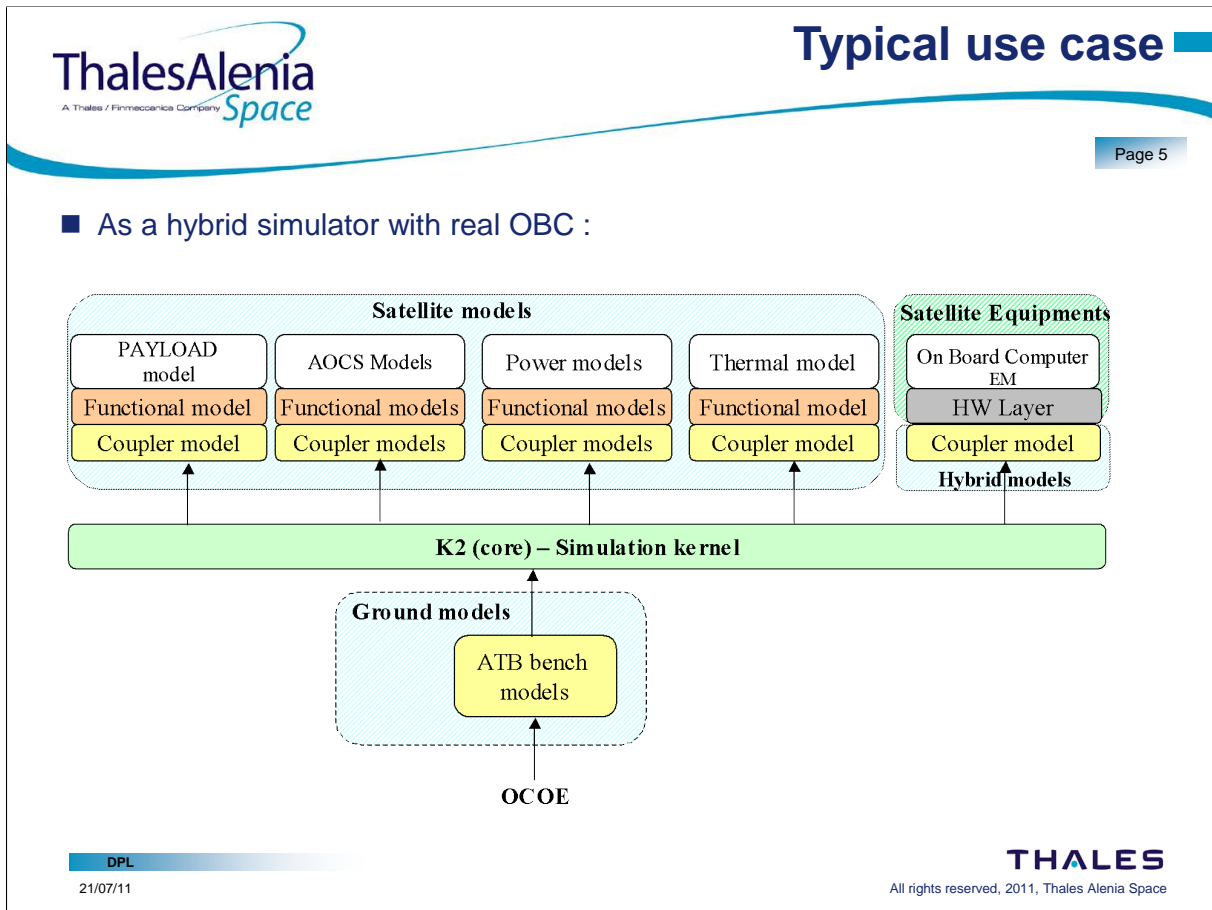 Typical use case
ThalesAlenia
A Thales / Finmeccanica Company Space
Page 5
As a hybrid simulator with real OBC :
Satellite models
PAYLOAD
model
Functional model
Coupler model
AOCS Models
Functional models
Coupler models
Power models
Functional models
Coupler models
Thermal model
Functional model
Coupler model
Satellite Equipments
On Board Computer
EM
HW Layer
Coupler model
Hybrid models
K2 (core) – Simulation kernel
Ground models
ATB bench
models
OCOE
DPL
21/07/11
THALES
All rights reserved, 2011, Thales Alenia Space